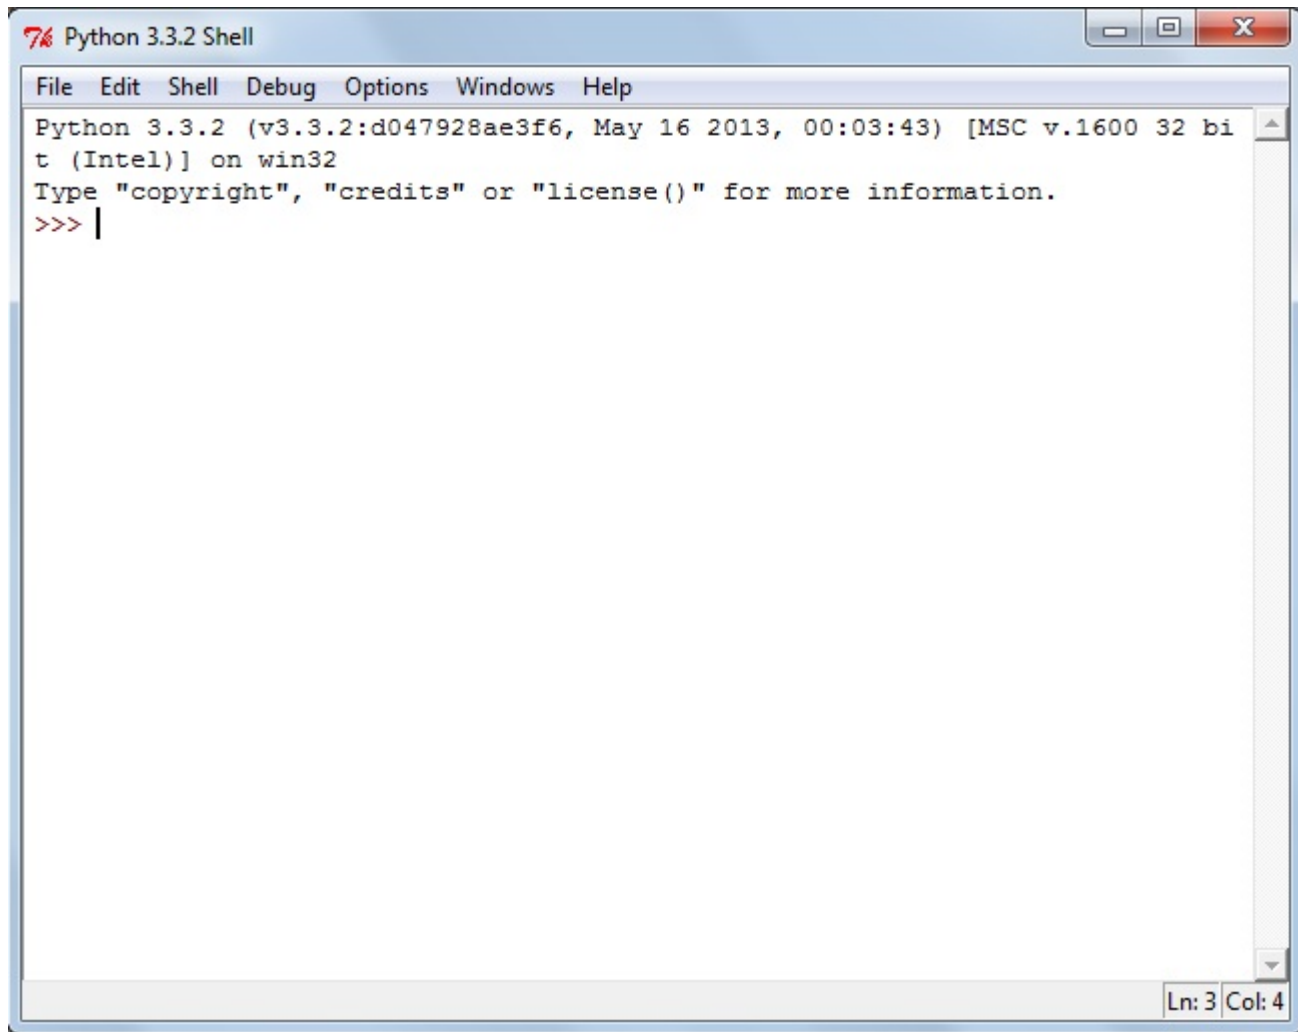 Python 3.3.2 Shell
File Edit Shell Debug Options Windows Help
Python 3.3.2 (v3.3.2:d047928ae3f6, May 16 2013, 00:03:43) [MSC v.1600 32 bi
t (Intel)] on win32
Type "copyright", "credits" or "license()" for more information.
>>>
Ln: 3 Col: 4